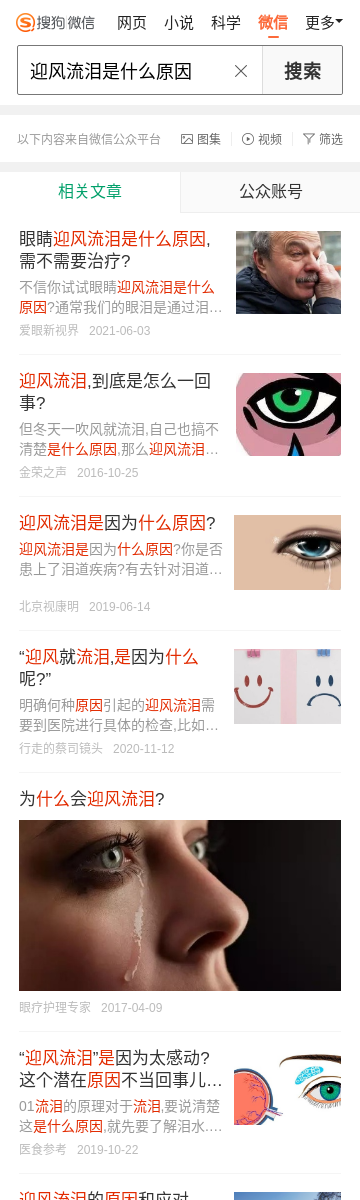 搜狗 微信 网页 小说 科学 微信 更多
迎风流泪是什么原因 搜索
以下内容来自微信公众平台 图集 视频 筛选
相关文章 公众账号
眼睛迎风流泪是什么原因,
需不需要治疗?
不信你试试眼睛迎风流泪是什么
原因?通常我们的眼泪是通过泪…
爱眼新视界 2021-06-03
迎风流泪,到底是怎么一回
事?
但冬天一吹风就流泪,自己也搞不
清楚是什么原因,那么迎风流泪…
金荣之声 2016-10-25
迎风流泪是因为什么原因?
迎风流泪是因为什么原因?你是否
患上了泪道疾病?有去针对泪道…
北京视康明 2019-06-14
“迎风就流泪,是因为什么
呢?”
明确何种原因引起的迎风流泪需
要到医院进行具体的检查,比如…
行走的蔡司镜头 2020-11-12
为什么会迎风流泪?
眼疗护理专家 2017-04-09
“迎风流泪”是因为太感动?
这个潜在原因不当回事儿…
01流泪的原理对于流泪,要说清楚
这是什么原因,就先要了解泪水.…
医食参考 2019-10-22
迎风流泪的原因和应对